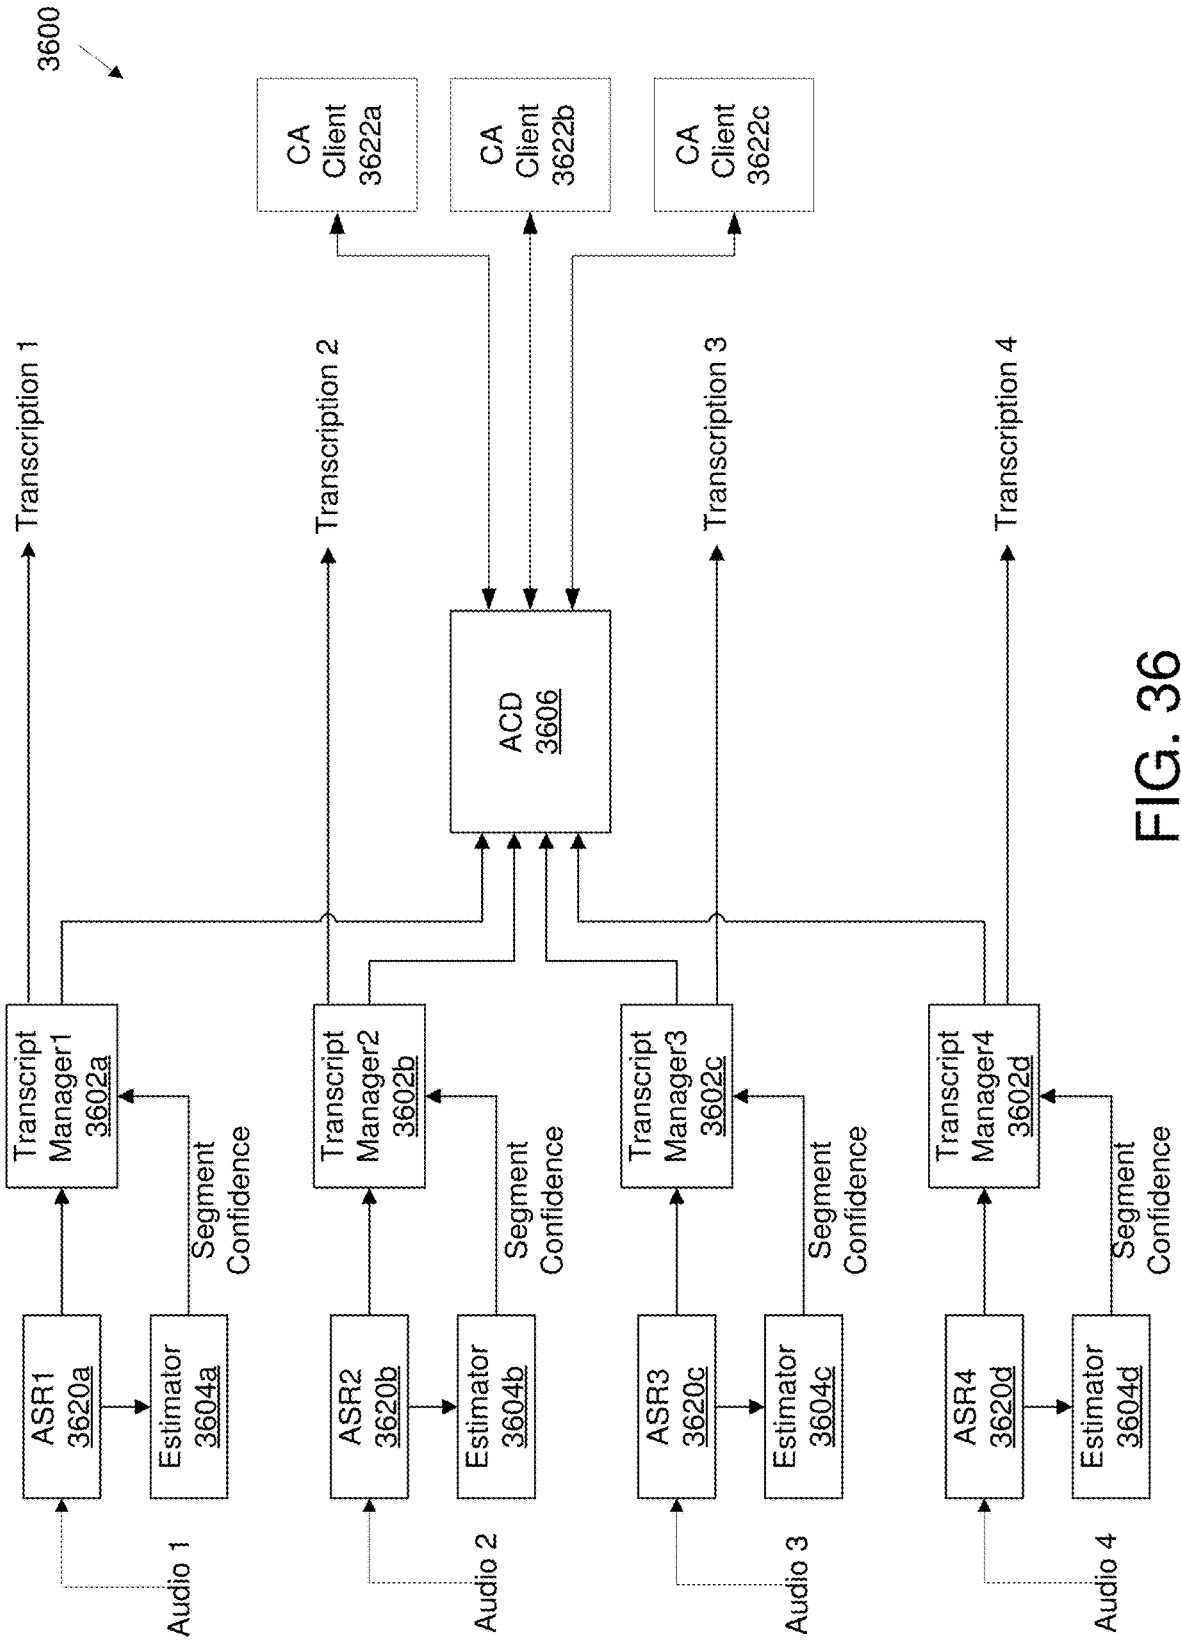 3600
Audio 1
ASR1
3620a
Estimator
3604a
Segment
Confidence
Transcript
Manager1
3602a
Transcription 1
Audio 2
ASR2
3620b
Estimator
3604b
Segment
Confidence
Transcript
Manager2
3602b
Transcription 2
Audio 3
ASR3
3620c
Estimator
3604c
Segment
Confidence
Transcript
Manager3
3602c
Transcription 3
Audio 4
ASR4
3620d
Estimator
3604d
Segment
Confidence
Transcript
Manager4
3602d
Transcription 4
ACD
3606
CA
Client
3622a
CA
Client
3622b
CA
Client
3622c
FIG. 36